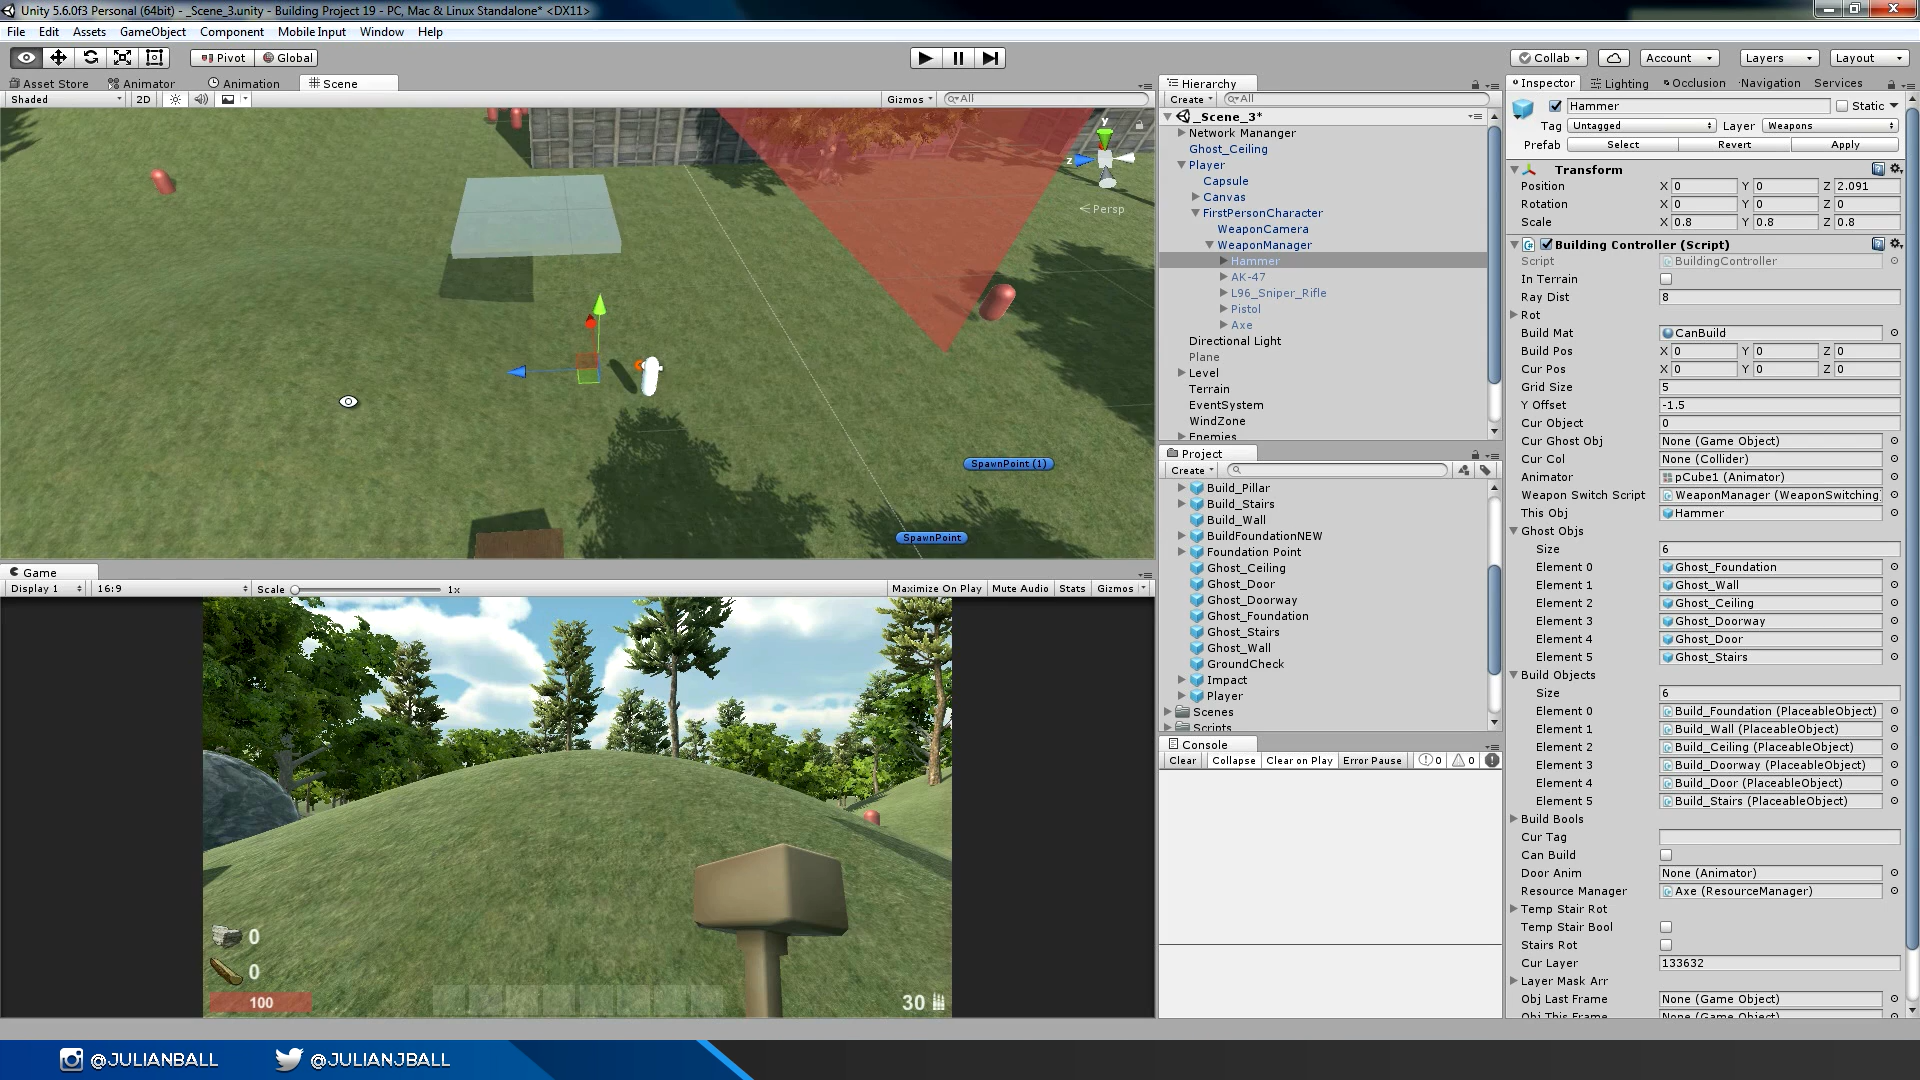 Unity 5.6.0f3 Personal (64bit) - _Scene_3.unity - Building Project 19 - PC, Mac & Linux Standalone* <DX11>
File Edit Assets GameObject Component Mobile Input Window Help
Pivot Global Collab Account Layers Layout
Asset Store Animator Animation Scene
Shaded 2D Gizmos All
y
z
Persp
SpawnPoint (1)
SpawnPoint
Game
Display 1 16:9 Scale 1x Maximize On Play Mute Audio Stats Gizmos
0
0
100
30
Hierarchy
Create All
_Scene_3*
Network Mananger
Ghost_Ceiling
Player
Capsule
Canvas
FirstPersonCharacter
WeaponCamera
WeaponManager
Hammer
AK-47
L96_Sniper_Rifle
Pistol
Axe
Directional Light
Plane
Level
Terrain
EventSystem
WindZone
Enemies
Project
Create
Build_Pillar
Build_Stairs
Build_Wall
BuildFoundationNEW
Foundation Point
Ghost_Ceiling
Ghost_Door
Ghost_Doorway
Ghost_Foundation
Ghost_Stairs
Ghost_Wall
GroundCheck
Impact
Player
Scenes
Scripts
Console
Clear Collapse Clear on Play Error Pause 0 0
Inspector Lighting Occlusion Navigation Services
Hammer Static
Tag Untagged Layer Weapons
Prefab Select Revert Apply
Transform
Position X 0 Y 0 Z 2.091
Rotation X 0 Y 0 Z 0
Scale X 0.8 Y 0.8 Z 0.8
Building Controller (Script)
Script BuildingController
In Terrain
Ray Dist 8
Rot
Build Mat CanBuild
Build Pos X 0 Y 0 Z 0
Cur Pos X 0 Y 0 Z 0
Grid Size 5
Y Offset -1.5
Cur Object 0
Cur Ghost Obj None (Game Object)
Cur Col None (Collider)
Animator pCube1 (Animator)
Weapon Switch Script WeaponManager (WeaponSwitching)
This Obj Hammer
Ghost Objs
Size 6
Element 0 Ghost_Foundation
Element 1 Ghost_Wall
Element 2 Ghost_Ceiling
Element 3 Ghost_Doorway
Element 4 Ghost_Door
Element 5 Ghost_Stairs
Build Objects
Size 6
Element 0 Build_Foundation (PlaceableObject)
Element 1 Build_Wall (PlaceableObject)
Element 2 Build_Ceiling (PlaceableObject)
Element 3 Build_Doorway (PlaceableObject)
Element 4 Build_Door (PlaceableObject)
Element 5 Build_Stairs (PlaceableObject)
Build Bools
Cur Tag
Can Build
Door Anim None (Animator)
Resource Manager Axe (ResourceManager)
Temp Stair Rot
Temp Stair Bool
Stairs Rot
Cur Layer 133632
Layer Mask Arr
Obj Last Frame None (Game Object)
Obj This Frame None (Game Object)
@JULIANBALL @JULIANJBALL